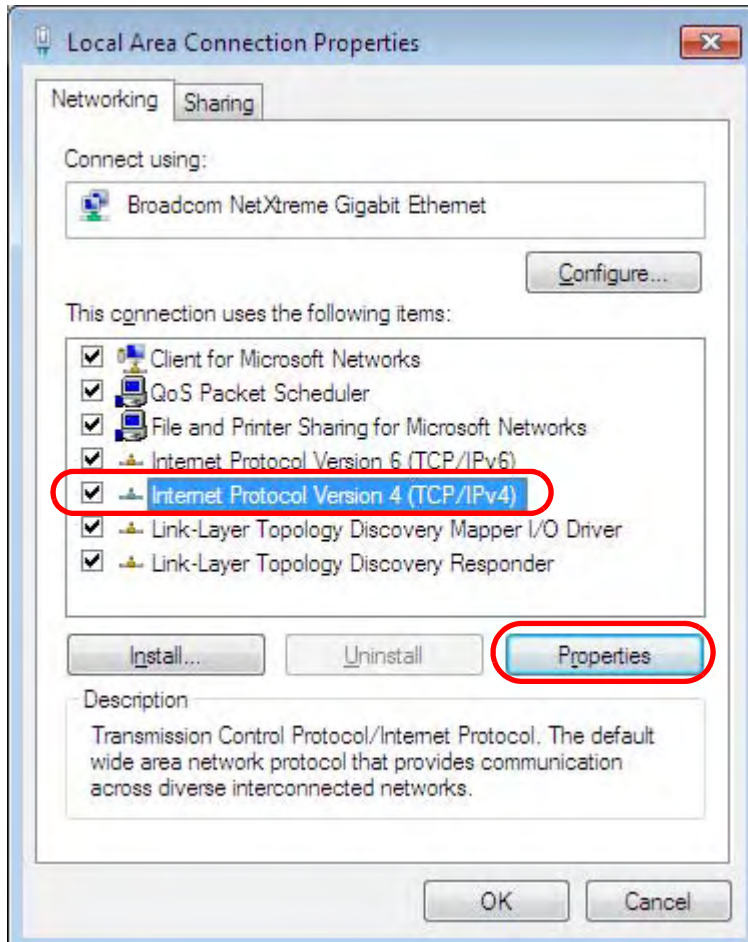 Local Area Connection Properties
Networking
Sharing
Connect using:
Broadcom NetXtreme Gigabit Ethernet
Configure...
This connection uses the following items:
Client for Microsoft Networks
QoS Packet Scheduler
File and Printer Sharing for Microsoft Networks
Internet Protocol Version 6 (TCP/IPv6)
Internet Protocol Version 4 (TCP/IPv4)
Link-Layer Topology Discovery Mapper I/O Driver
Link-Layer Topology Discovery Responder
Install...
Uninstall
Properties
Description
Transmission Control Protocol/Internet Protocol. The default
wide area network protocol that provides communication
across diverse interconnected networks.
OK
Cancel